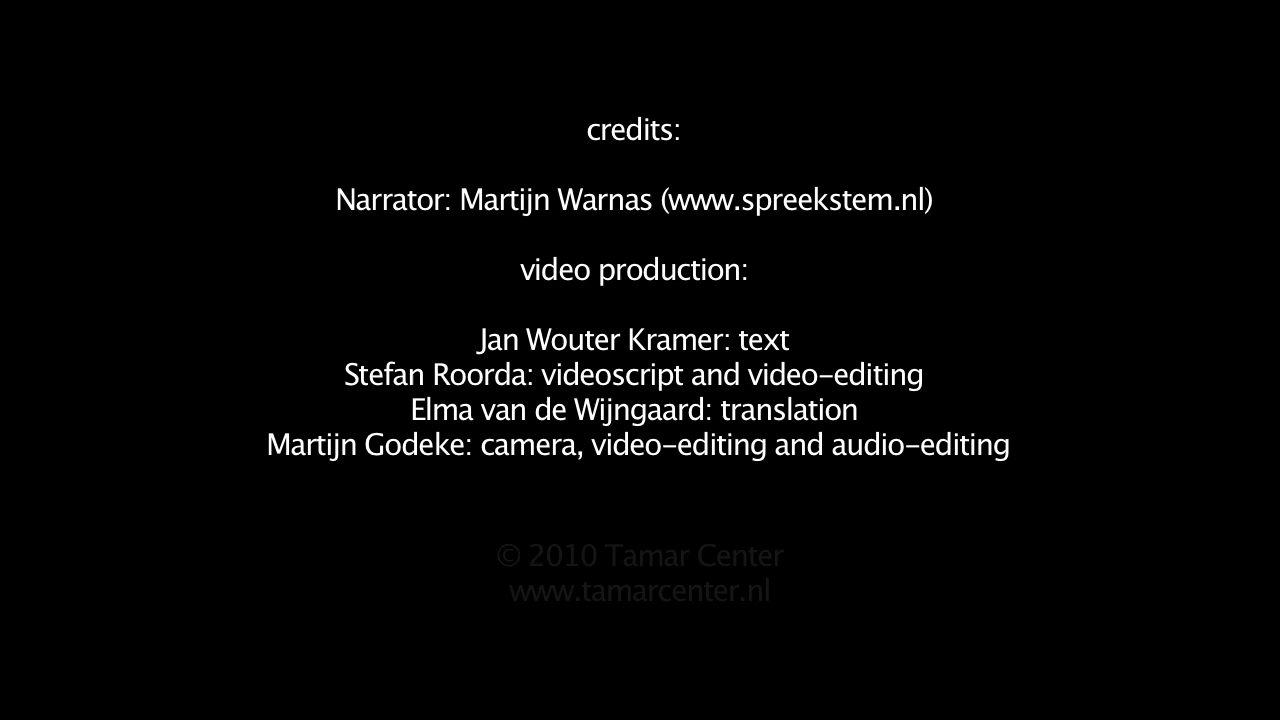 credits:
Narrator: Martijn Warnas (www.spreekstem.nl)
video production:
Jan Wouter Kramer: text
Stefan Roorda: videoscript and video-editing
Elma van de Wijngaard: translation
Martijn Godeke: camera, video-editing and audio-editing
© 2010 Tamar Center
www.tamarcenter.nl